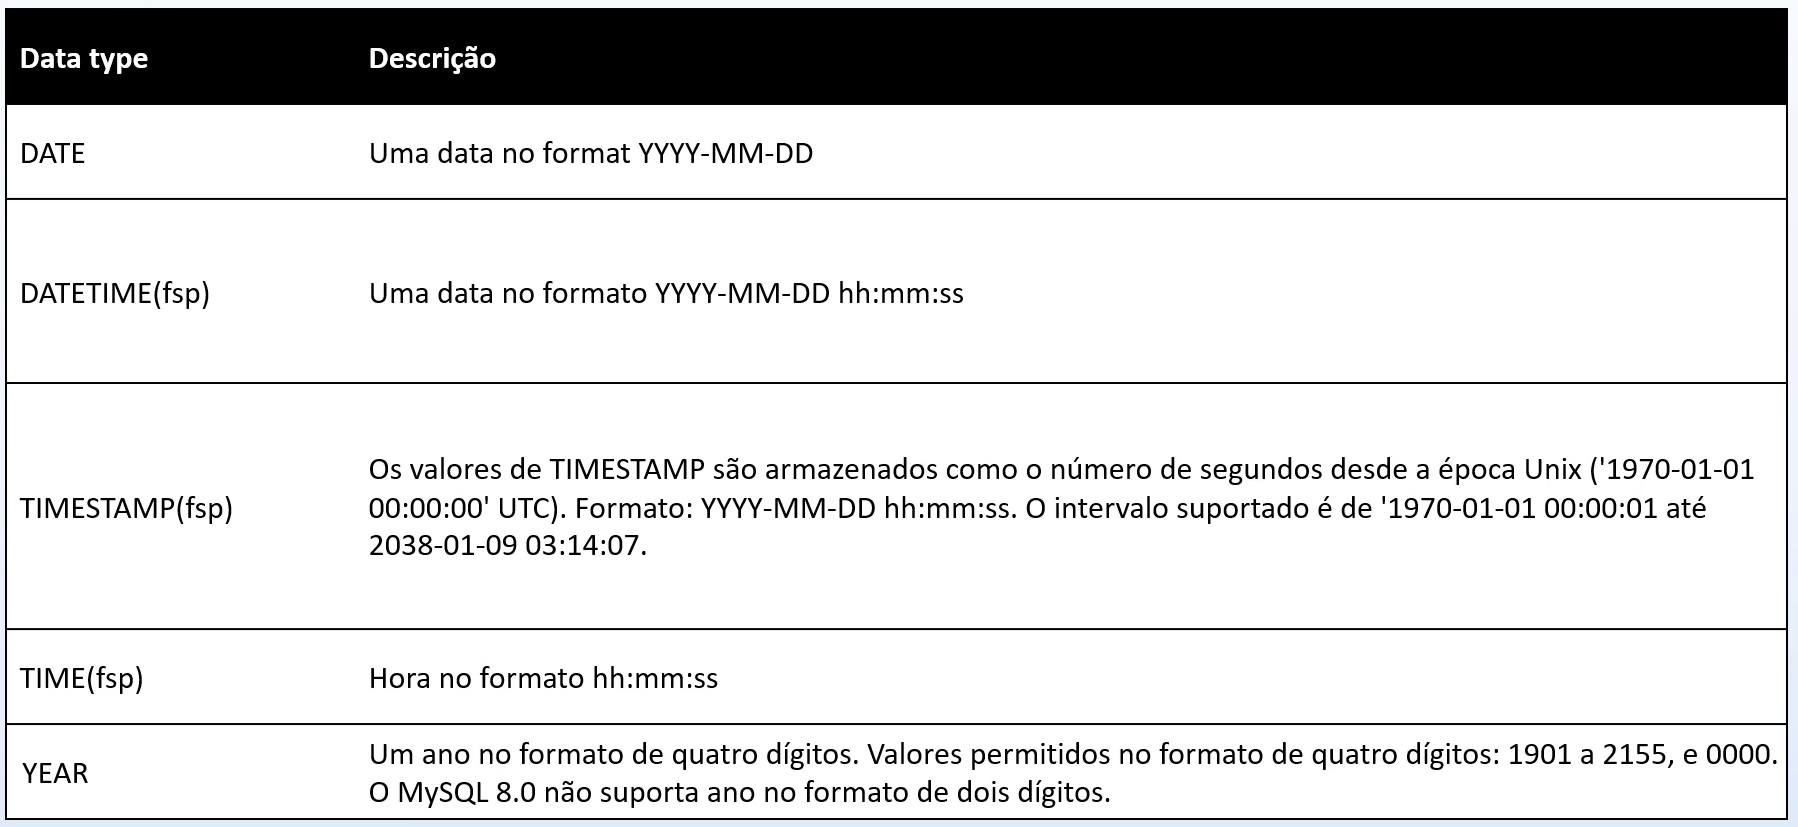 Data type Descrição
DATE Uma data no format YYYY-MM-DD
DATETIME(fsp) Uma data no formato YYYY-MM-DD hh:mm:ss
TIMESTAMP(fsp) Os valores de TIMESTAMP são armazenados como o número de segundos desde a época Unix ('1970-01-01
00:00:00' UTC). Formato: YYYY-MM-DD hh:mm:ss. O intervalo suportado é de '1970-01-01 00:00:01 até
2038-01-09 03:14:07.
TIME(fsp) Hora no formato hh:mm:ss
YEAR Um ano no formato de quatro dígitos. Valores permitidos no formato de quatro dígitos: 1901 a 2155, e 0000.
O MySQL 8.0 não suporta ano no formato de dois dígitos.